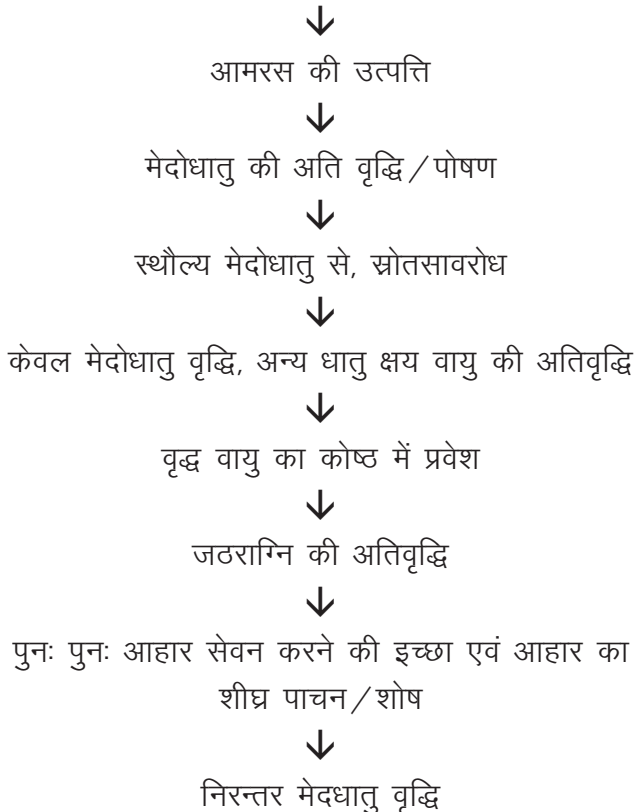 ↓
आमरस की उत्पत्ति
↓
मेदोधातु की अति वृद्धि/पोषण
↓
स्थौल्य मेदोधातु से, स्रोतसावरोध
↓
केवल मेदोधातु वृद्धि, अन्य धातु क्षय वायु की अतिवृद्धि
↓
वृद्ध वायु का कोष्ठ में प्रवेश
↓
जठराग्नि की अतिवृद्धि
↓
पुनः पुनः आहार सेवन करने की इच्छा एवं आहार का
शीघ्र पाचन/शोष
↓
निरन्तर मेदधातु वृद्धि